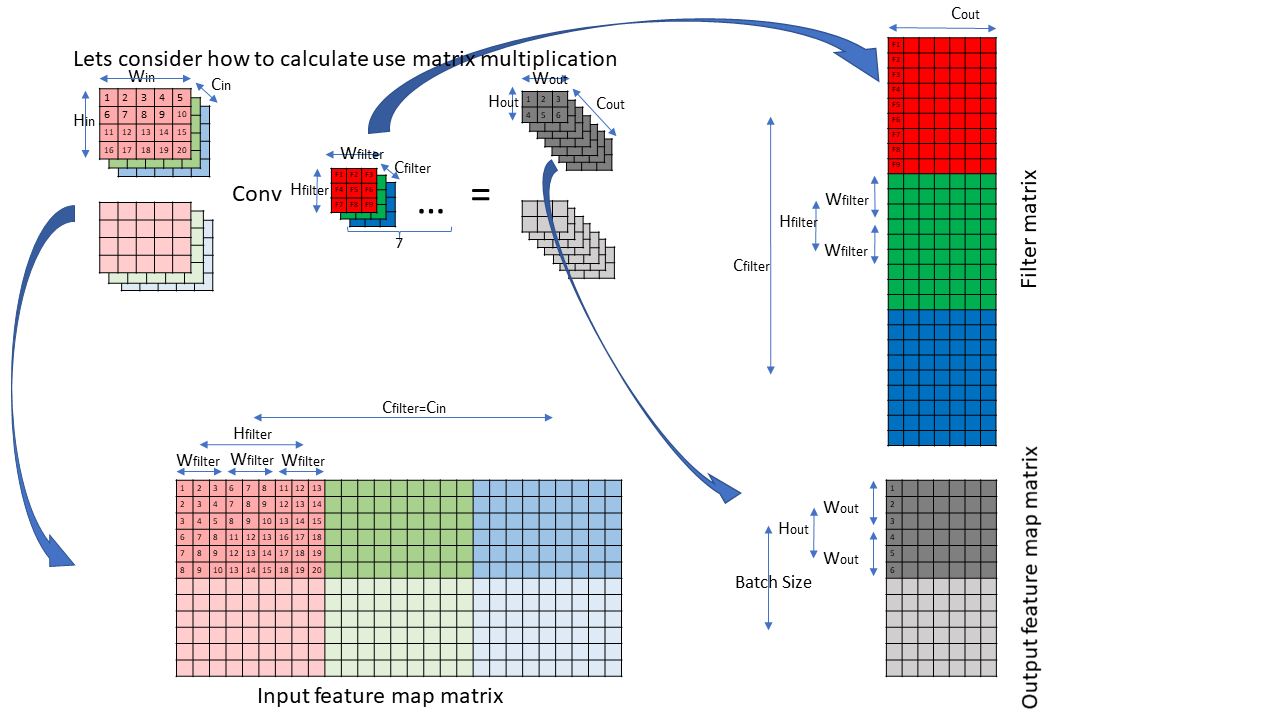 Cout
Lets consider how to calculate use matrix multiplication
Win
Cin
Hin
1 2 3 4 5
6 7 8 9 10
11 12 13 14 15
16 17 18 19 20
Conv
Wfilter
Cfilter
Hfilter
F1 F2 F3
F4 F5 F6
F7 F8 F9
...
7
=
Wout
Hout
Cout
1 2 3
4 5 6
F1
F2
F3
F4
F5
F6
F7
F8
F9
Wfilter
Hfilter
Wfilter
Cfilter
Filter matrix
Cfilter=Cin
Hfilter
Wfilter Wfilter Wfilter
1 2 3 6 7 8 11 12 13
2 3 4 7 8 9 12 13 14
3 4 5 8 9 10 13 14 15
6 7 8 11 12 13 16 17 18
7 8 9 12 13 14 17 18 19
8 9 10 13 14 15 18 19 20
Input feature map matrix
1
2
3
4
5
6
Wout
Hout
Wout
Batch Size
Output feature map matrix